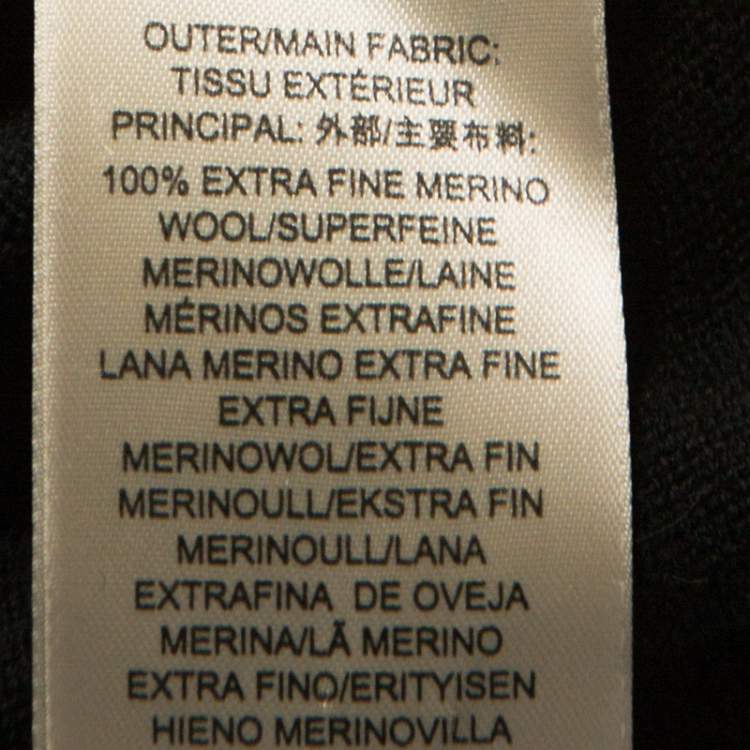 OUTER/MAIN FABRIC:
TISSU EXTÉRIEUR
PRINCIPAL: 外部/主要布料:
100% EXTRA FINE MERINO
WOOL/SUPERFEINE
MERINOWOLLE/LAINE
MÉRINOS EXTRAFINE
LANA MERINO EXTRA FINE
EXTRA FIJNE
MERINOWOL/EXTRA FIN
MERINOULL/EKSTRA FIN
MERINOULL/LANA
EXTRAFINA DE OVEJA
MERINA/LÃ MERINO
EXTRA FINO/ERITYISEN
HIENO MERINOVILLA